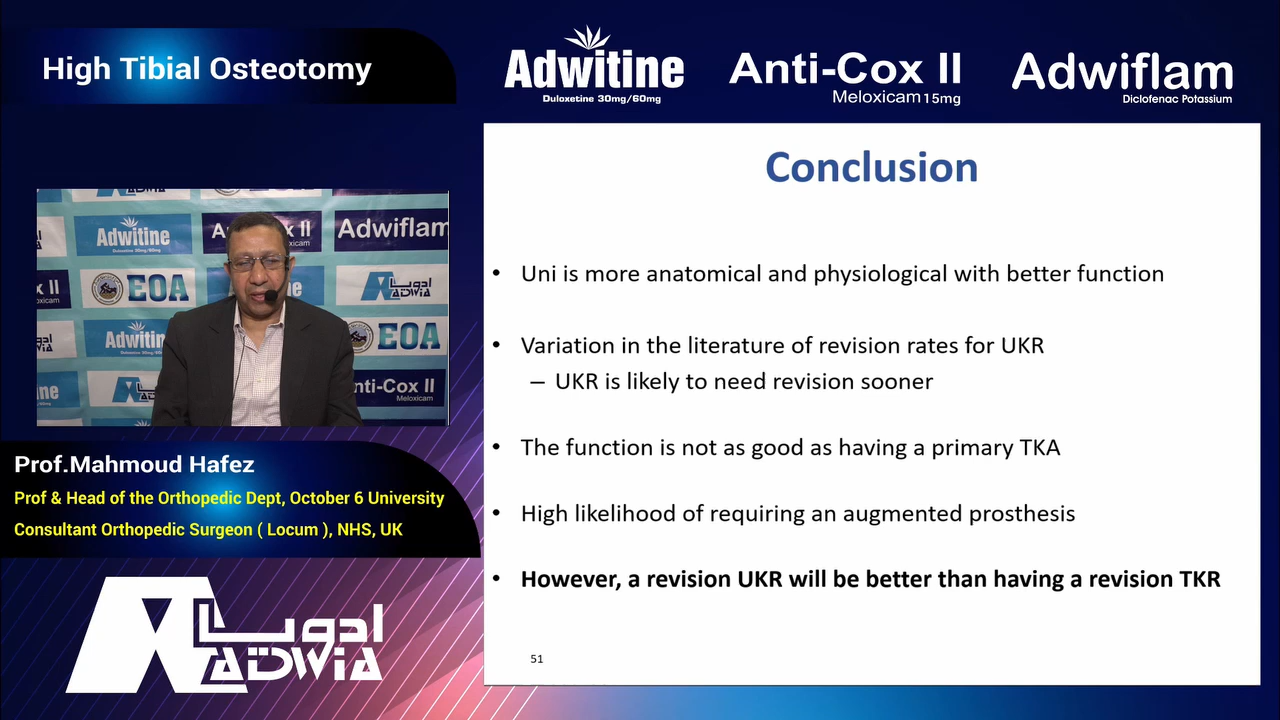 High Tibial Osteotomy
Adwitine
Duloxetine 30mg/60mg
Anti-Cox II
Meloxicam 15mg
Adwiflam
Diclofenac Potassium
Conclusion
• Uni is more anatomical and physiological with better function
• Variation in the literature of revision rates for UKR
– UKR is likely to need revision sooner
• The function is not as good as having a primary TKA
• High likelihood of requiring an augmented prosthesis
• However, a revision UKR will be better than having a revision TKR
51
Adwitine
Duloxetine 30mg/60mg
Adwiflam
EOA
ADWIA
ادويا
EOA
Anti-Cox II
Meloxicam
Prof.Mahmoud Hafez
Prof & Head of the Orthopedic Dept, October 6 University
Consultant Orthopedic Surgeon ( Locum ), NHS, UK
ادويا
ADWIA